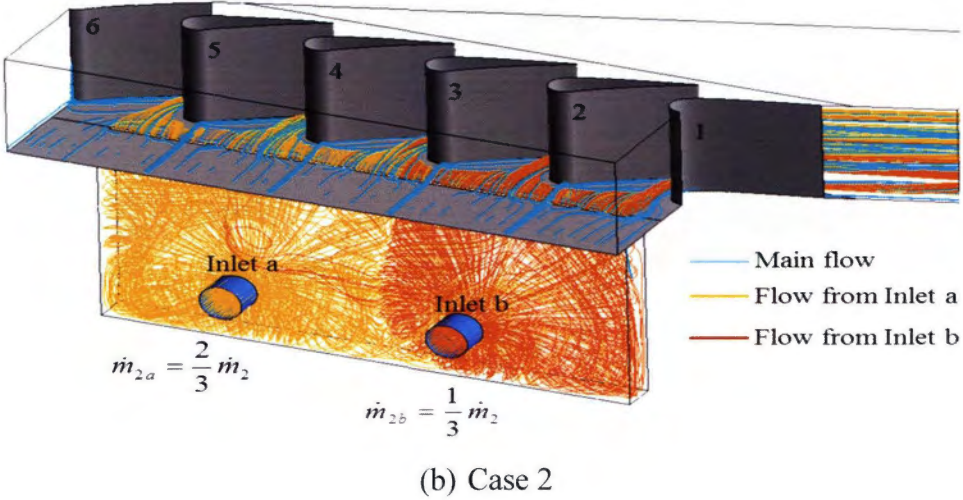 6
5
4
3
2
1
Inlet a
Inlet b
Main flow
Flow from Inlet a
Flow from Inlet b
ṁ₂ₐ = 2/3 ṁ₂
ṁ₂b = 1/3 ṁ₂
(b) Case 2